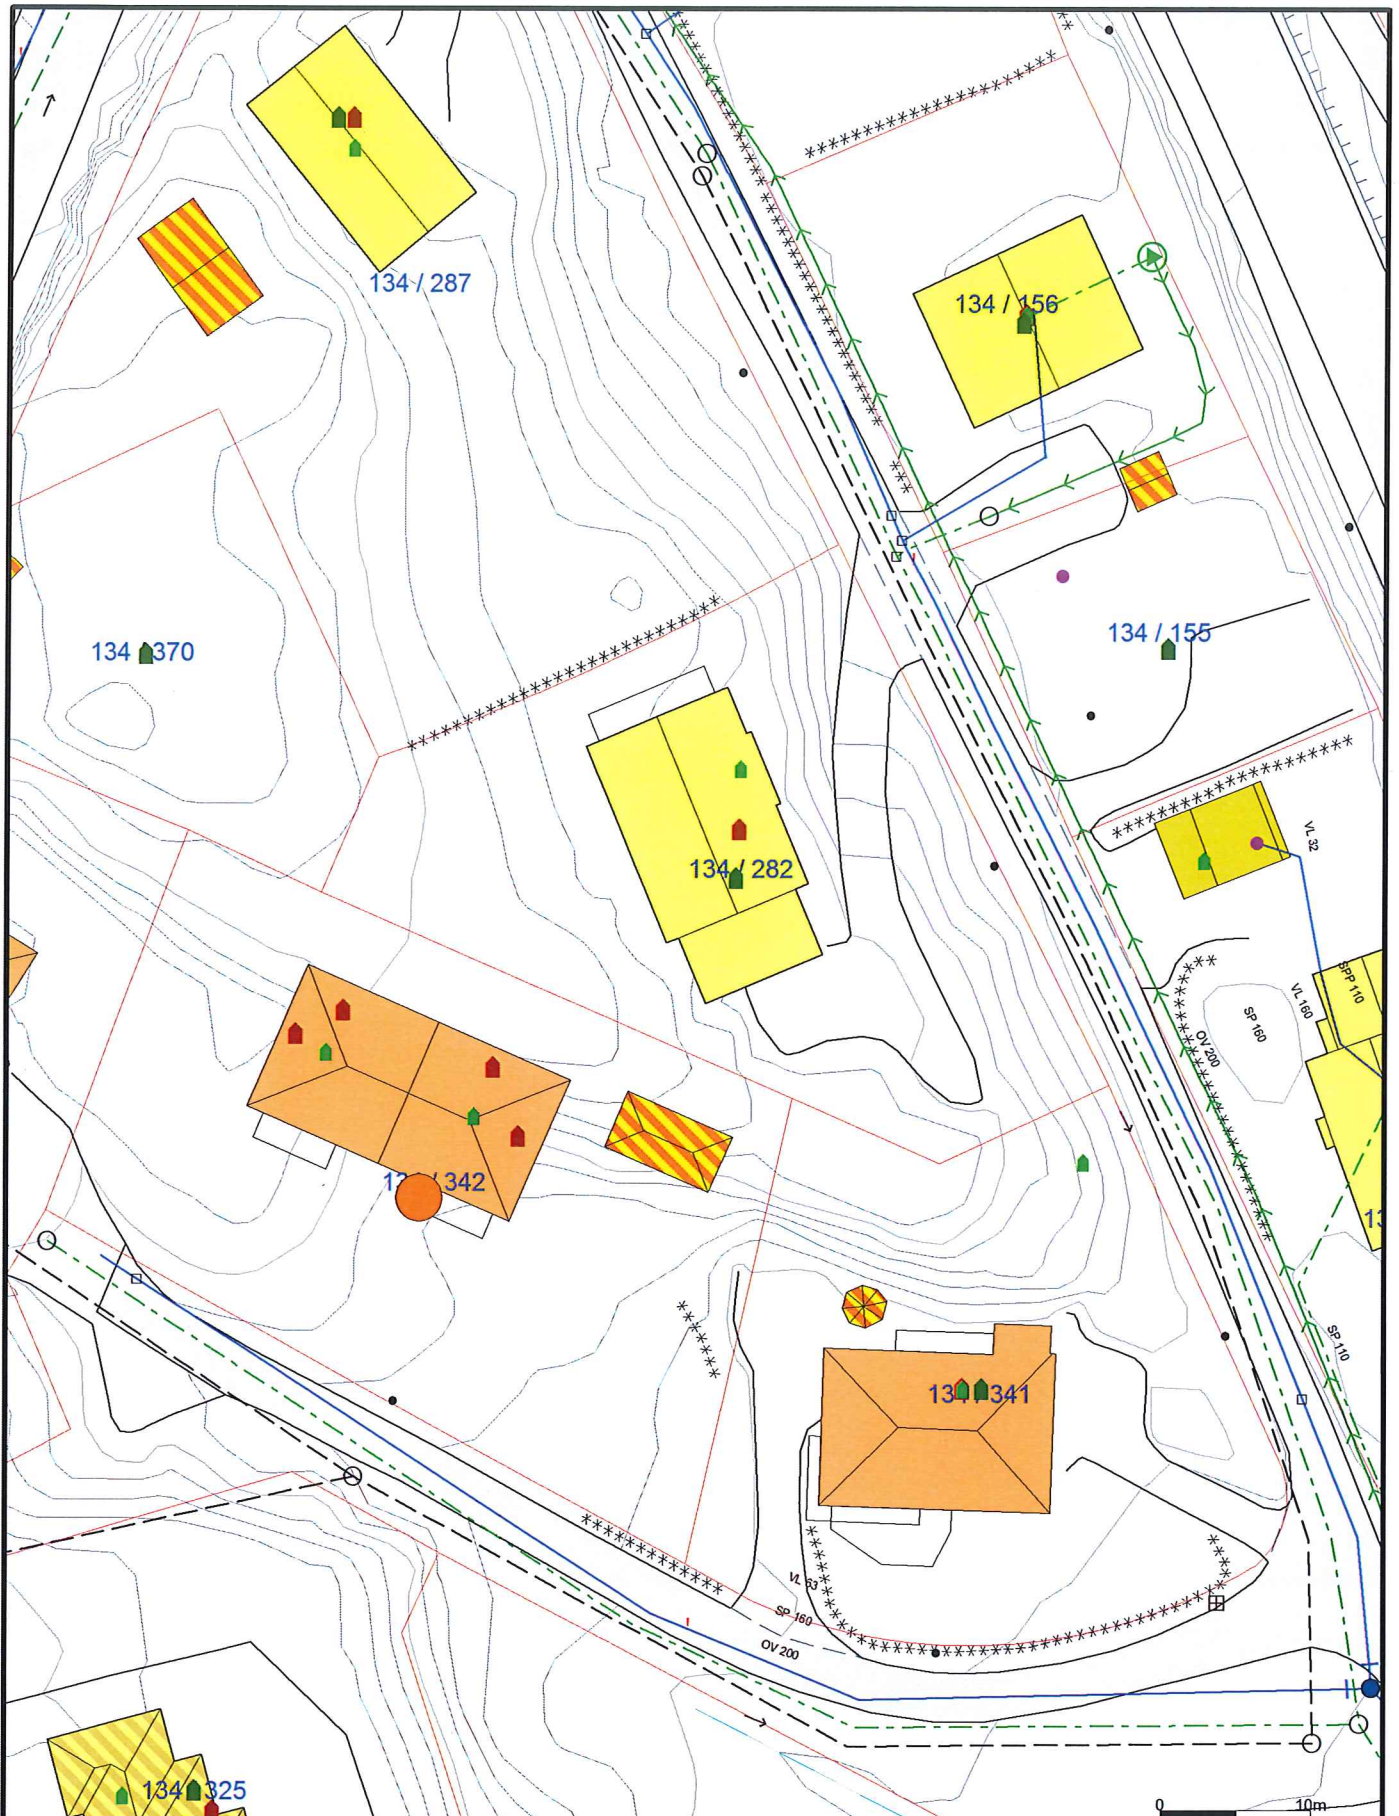 134 / 287
134 / 156
134 370
134 / 155
134 / 282
VL 32
SPP 110
VL 160
SP 160
OV 200
/ 342
SP 110
341
VL 63
SP 160
OV 200
134 325
0 10m